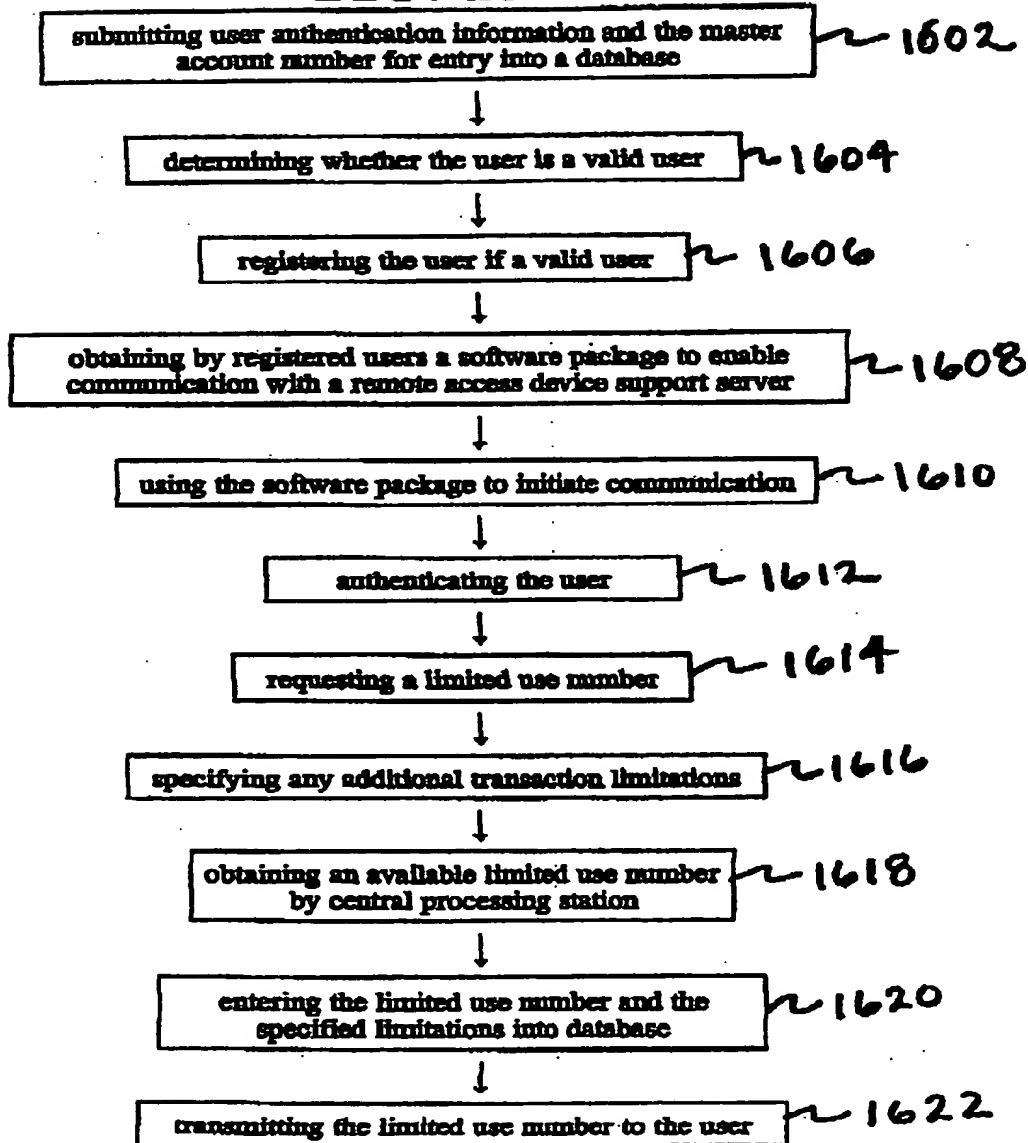 submitting user authentication information and the master
account number for entry into a database
1602
determining whether the user is a valid user
1604
registering the user if a valid user
1606
obtaining by registered users a software package to enable
communication with a remote access device support server
1608
using the software package to initiate communication
1610
authenticating the user
1612
requesting a limited use number
1614
specifying any additional transaction limitations
1616
obtaining an available limited use number
by central processing station
1618
entering the limited use number and the
specified limitations into database
1620
transmitting the limited use number to the user
1622